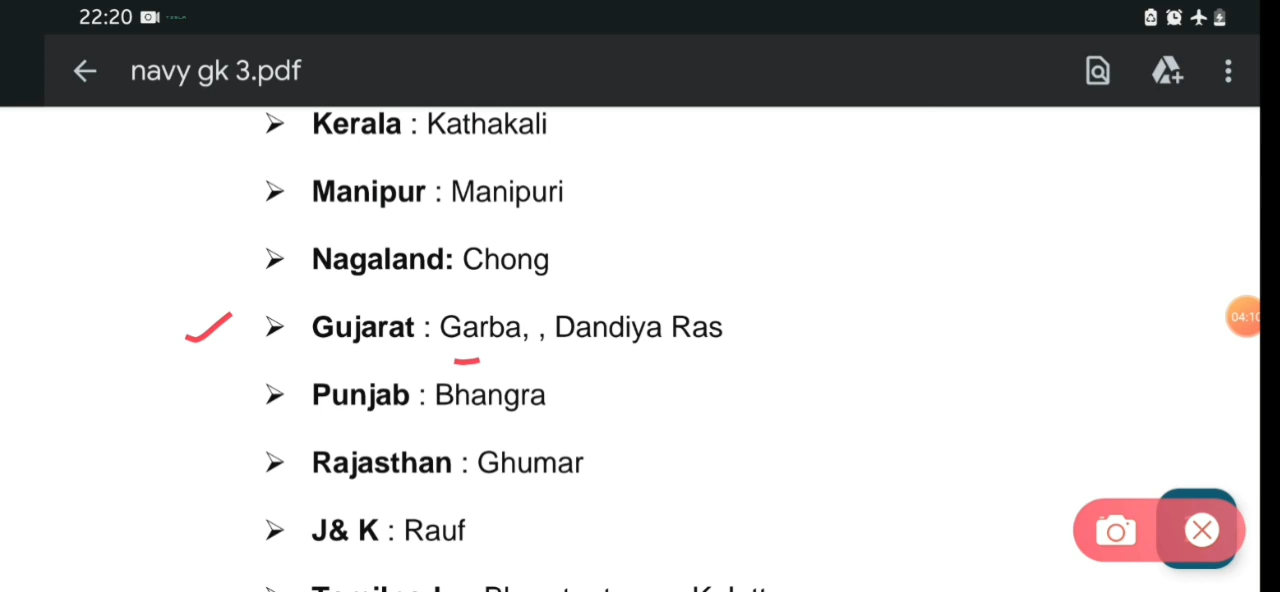 22:20
navy gk 3.pdf
➢ Kerala : Kathakali
➢ Manipur : Manipuri
➢ Nagaland: Chong
➢ Gujarat : Garba, , Dandiya Ras
04:10
➢ Punjab : Bhangra
➢ Rajasthan : Ghumar
➢ J& K : Rauf